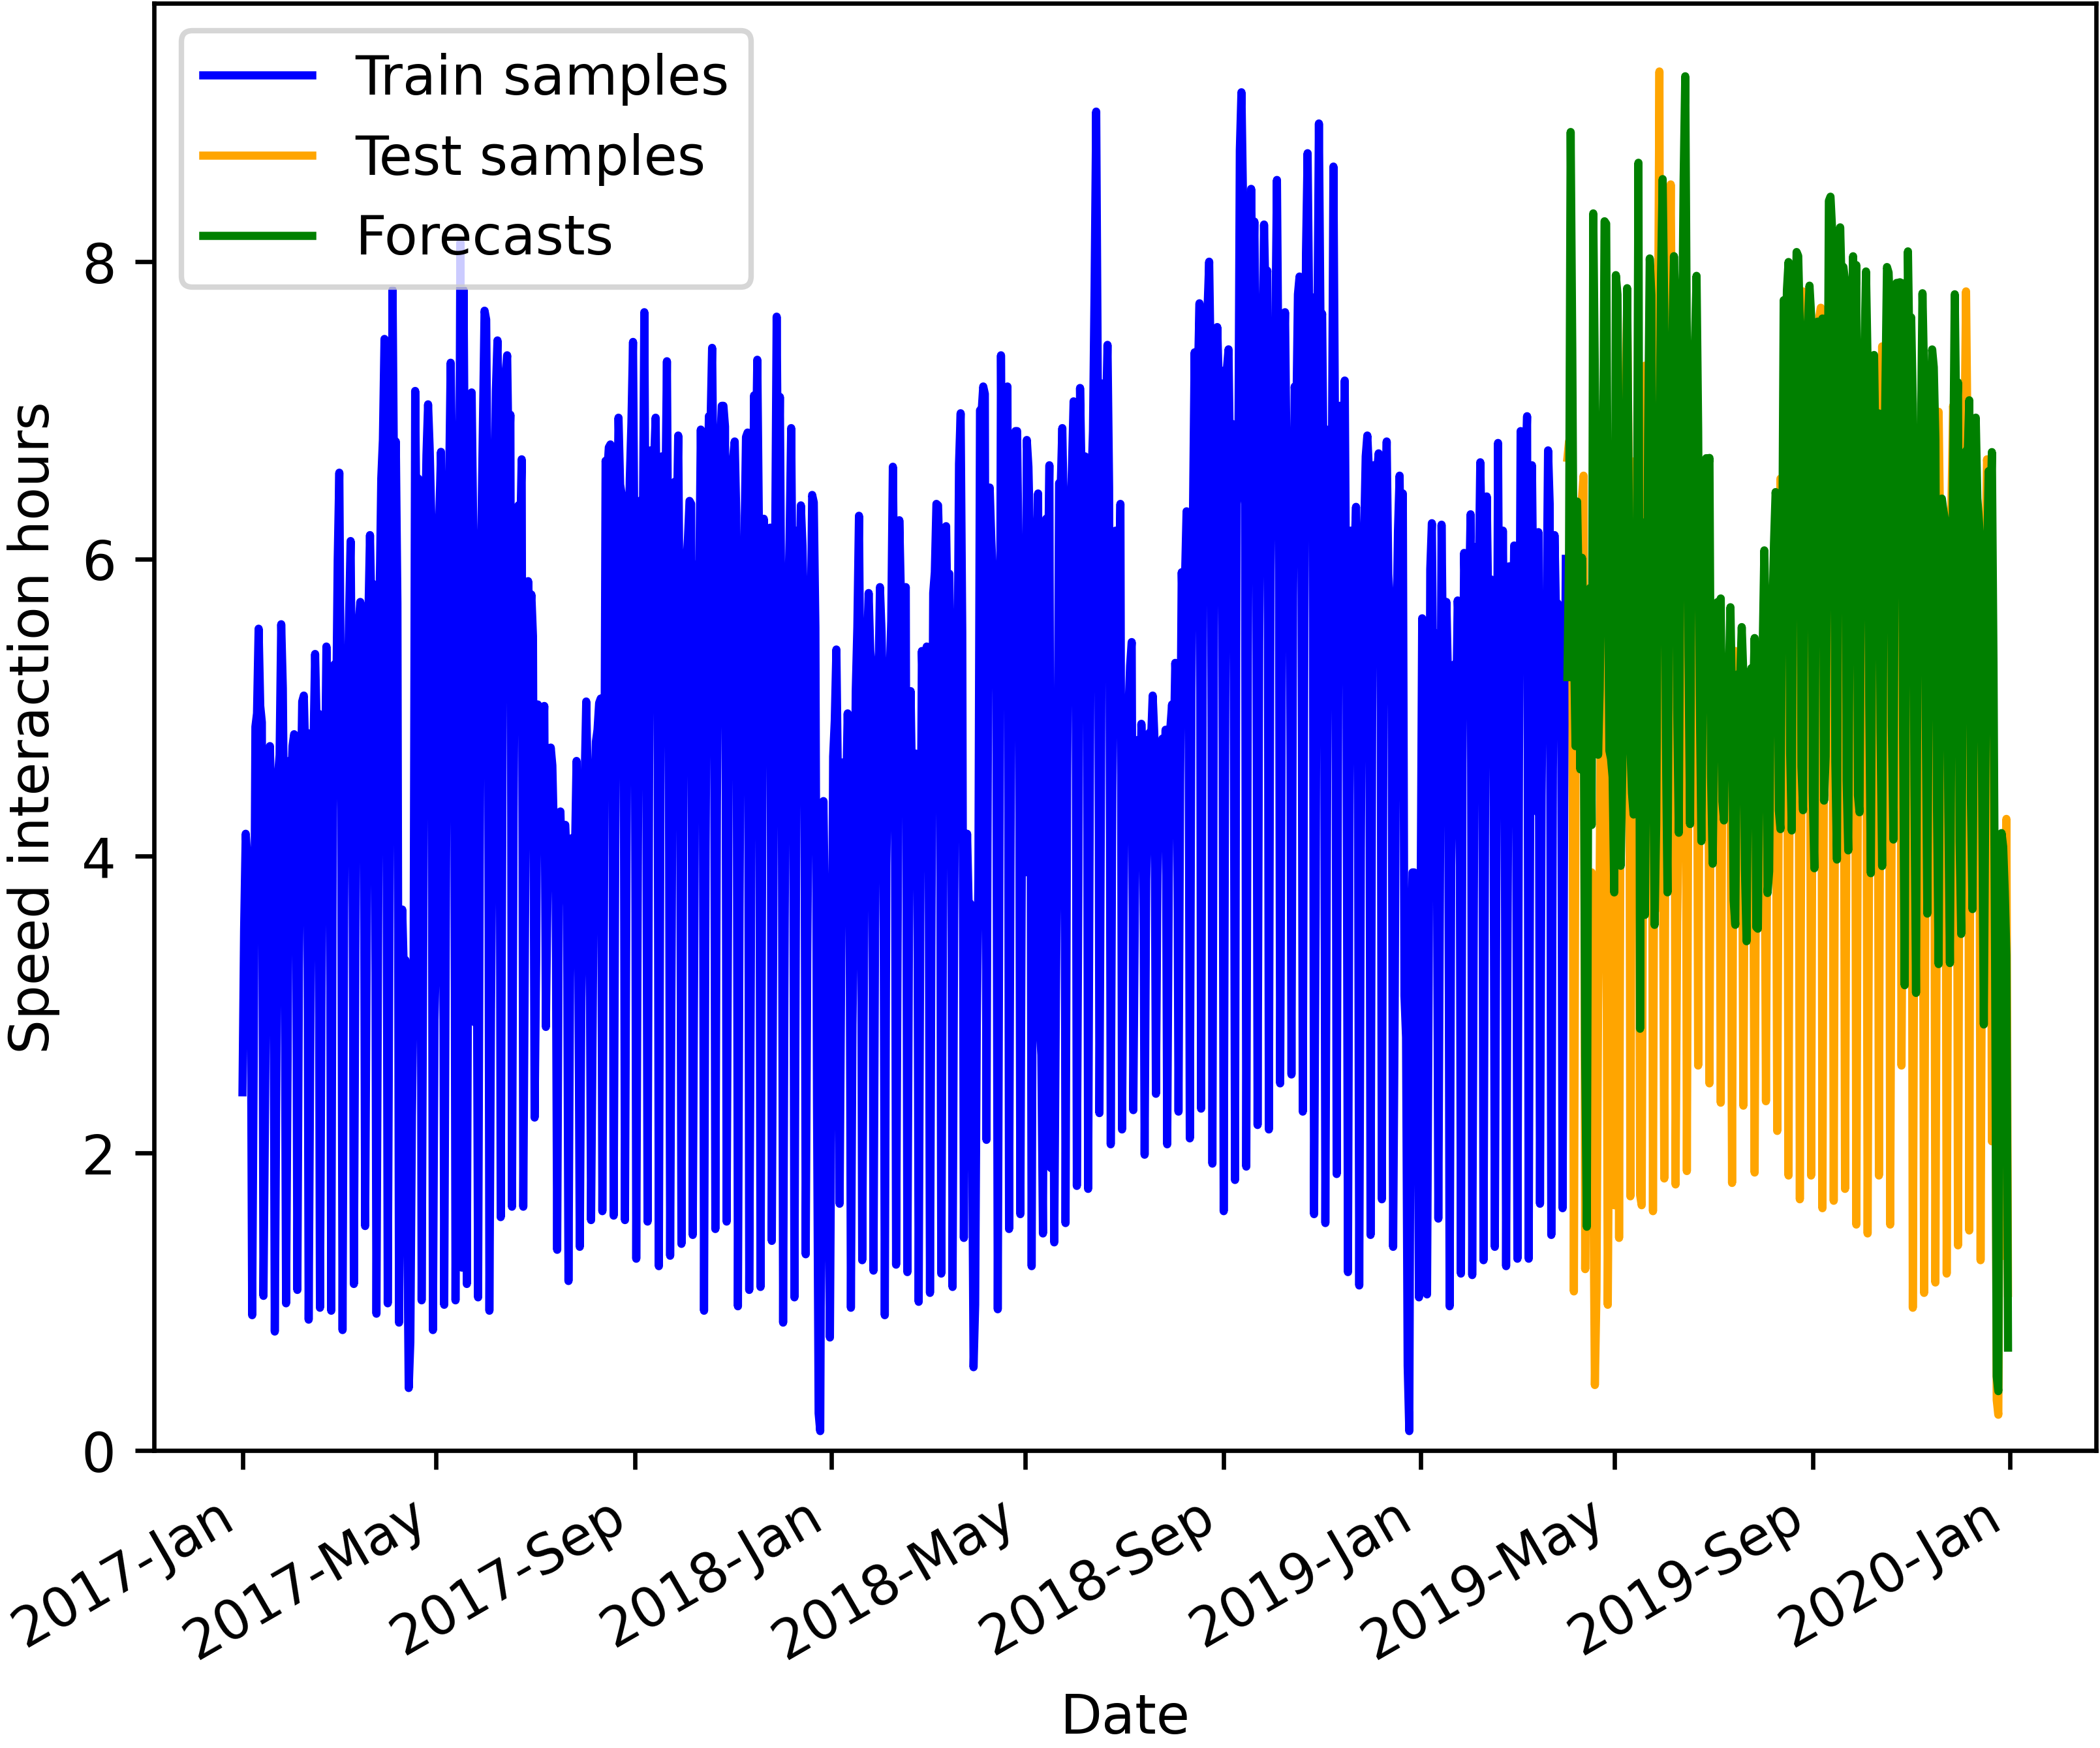 Train samples
Test samples
Forecasts
Speed interaction hours
8
6
4
2
0
2017-Jan
2017-May
2017-Sep
2018-Jan
2018-May
2018-Sep
2019-Jan
2019-May
2019-Sep
2020-Jan
Date